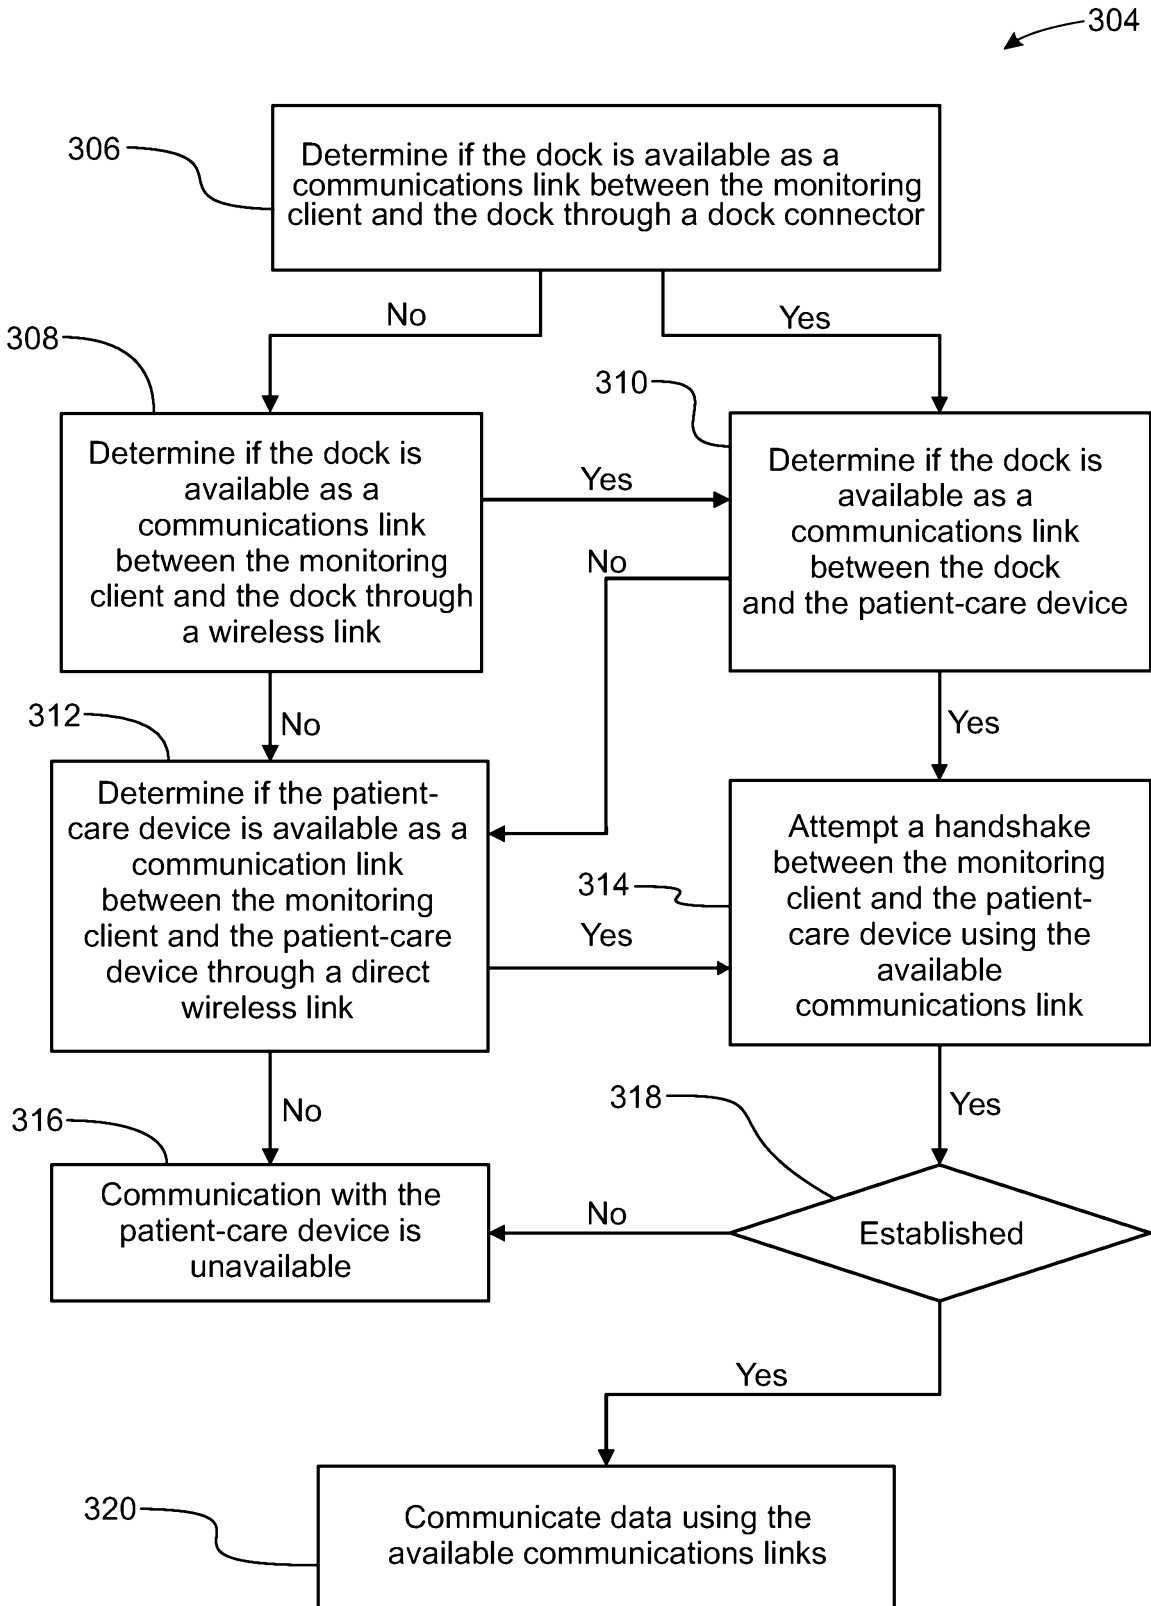 304
306
Determine if the dock is available as a
communications link between the monitoring
client and the dock through a dock connector
No
Yes
308
310
Determine if the dock is
available as a
communications link
between the monitoring
client and the dock through
a wireless link
Yes
No
Determine if the dock is
available as a
communications link
between the dock
and the patient-care device
312
No
Yes
Determine if the patient-
care device is available as a
communication link
between the monitoring
client and the patient-care
device through a direct
wireless link
314
Yes
Attempt a handshake
between the monitoring
client and the patient-
care device using the
available
communications link
316
No
318
Yes
Communication with the
patient-care device is
unavailable
No
Established
Yes
320
Communicate data using the
available communications links